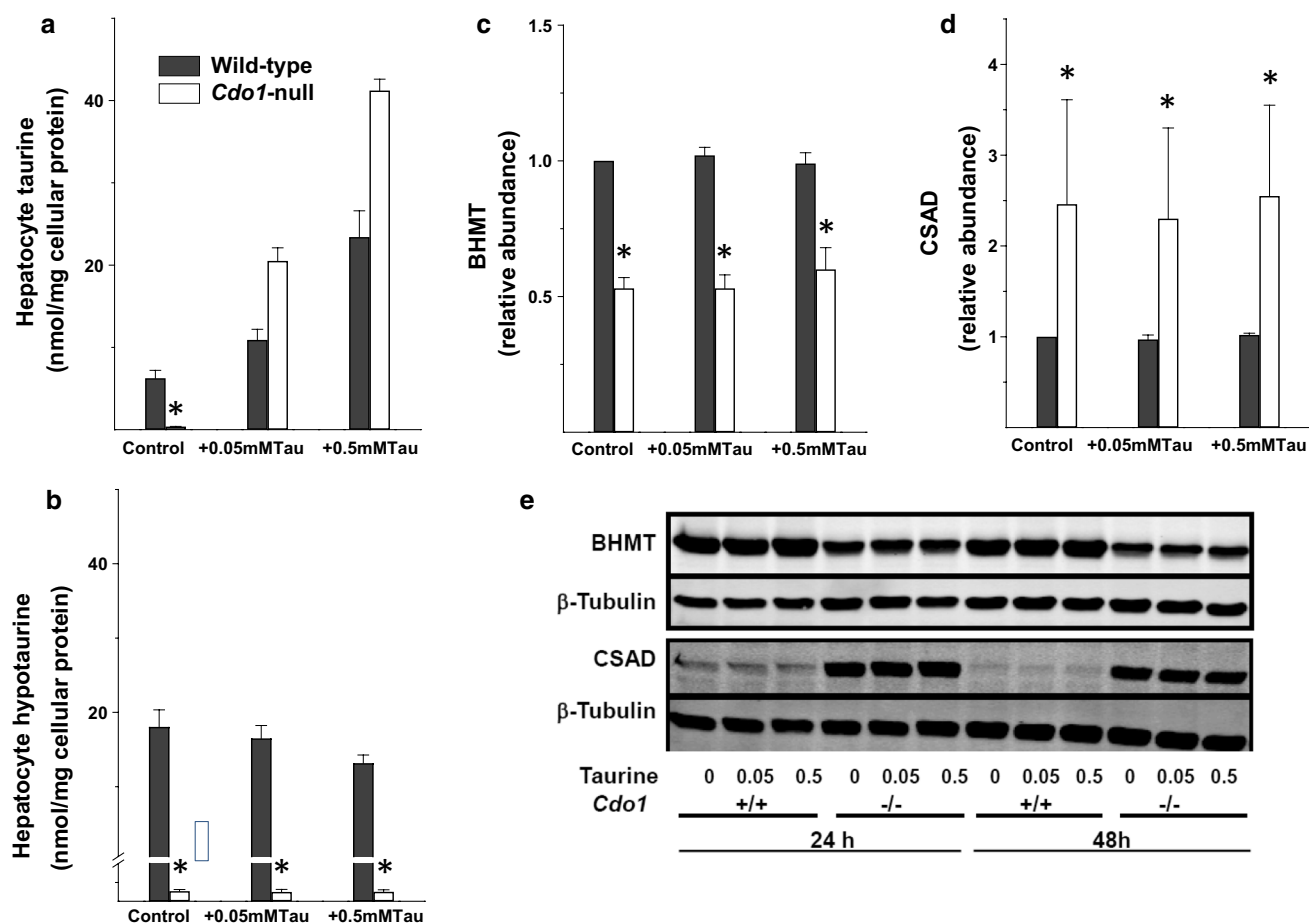 a
Hepatocyte taurine
(nmol/mg cellular protein)
40
20
Wild-type
Cdo1-null
*
Control
+0.05mMTau
+0.5mMTau
b
Hepatocyte hypotaurine
(nmol/mg cellular protein)
40
20
* * *
Control
+0.05mMTau
+0.5mMTau
c
BHMT
(relative abundance)
1.5
1.0
0.5
* * *
Control
+0.05mMTau
+0.5mMTau
d
CSAD
(relative abundance)
4
3
2
1
* * *
Control
+0.05mMTau
+0.5mMTau
e
BHMT
β-Tubulin
CSAD
β-Tubulin
Taurine 0 0.05 0.5 0 0.05 0.5 0 0.05 0.5 0 0.05 0.5
Cdo1 +/+ -/- +/+ -/-
24 h 48h